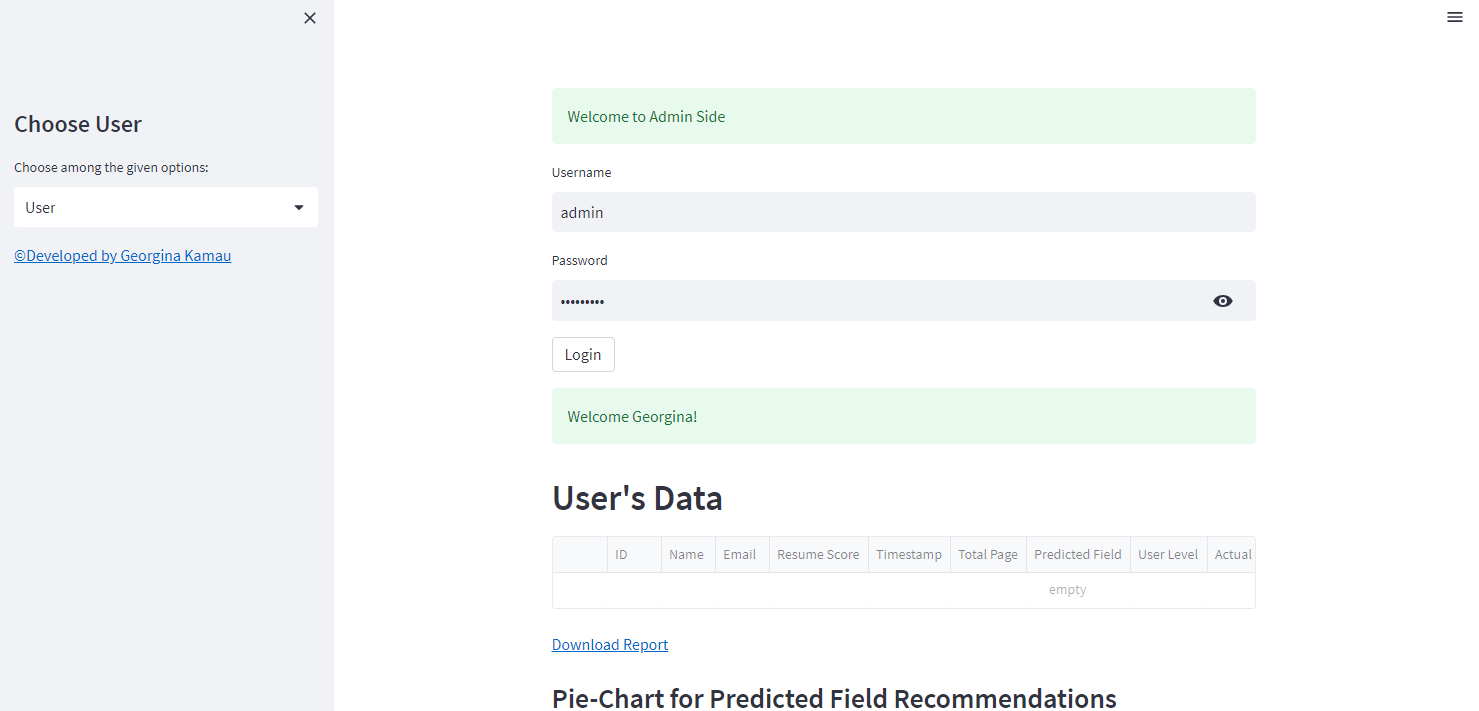 Choose User
Choose among the given options:
User
©Developed by Georgina Kamau
Welcome to Admin Side
Username
admin
Password
•••••••••
Login
Welcome Georgina!
User's Data
ID Name Email Resume Score Timestamp Total Page Predicted Field User Level Actual
empty
Download Report
Pie-Chart for Predicted Field Recommendations